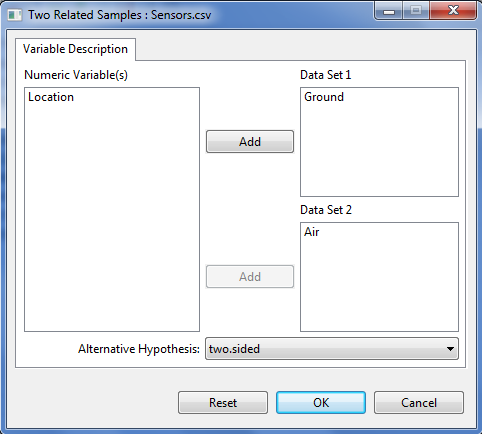 Two Related Samples : Sensors.csv
Variable Description
Numeric Variable(s)
Data Set 1
Location
Ground
Add
Data Set 2
Air
Add
Alternative Hypothesis: two.sided
Reset OK Cancel